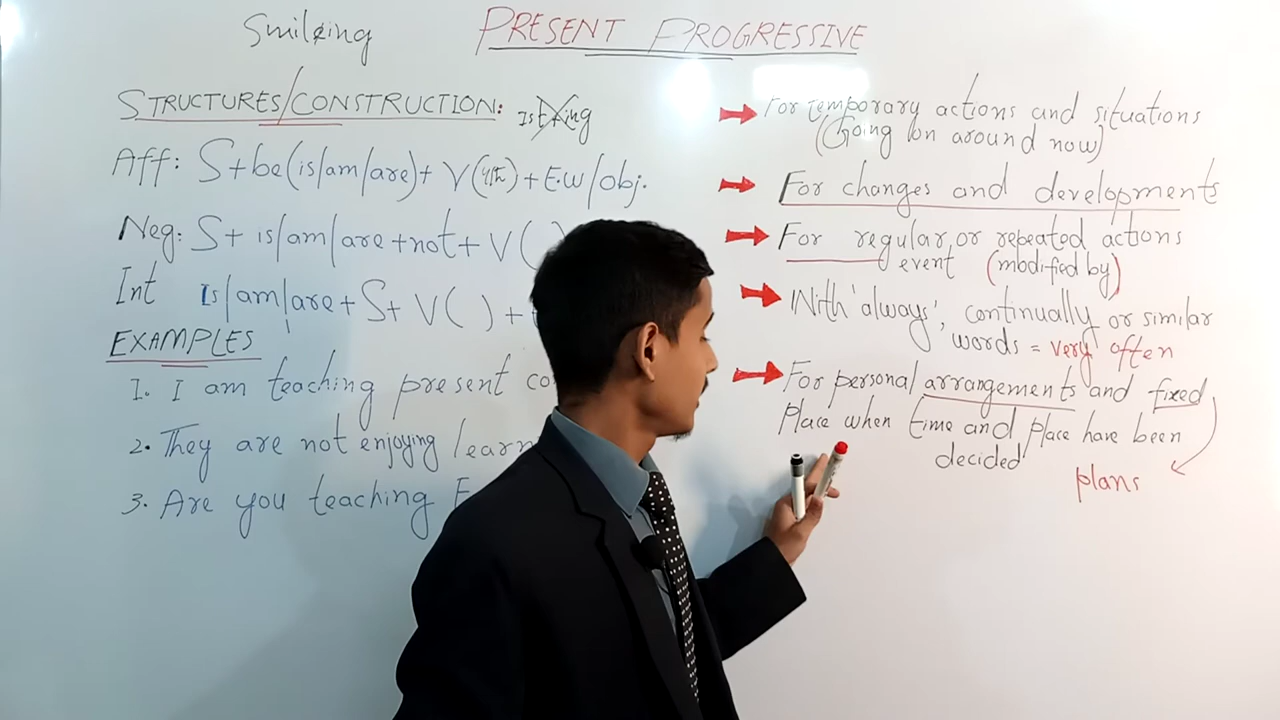 Smiling
PRESENT PROGRESSIVE
STRUCTURES/CONSTRUCTION:
Aff: S+be(is/am/are)+ V(4th)+E.W/obj.
Neg: S+ is/am/are+not+ V(
Int Is/am/are+ S+ V( ) +
EXAMPLES
1. I am teaching present co
2. They are not enjoying learn
3. Are you teaching E
For temporary actions and situations
(Going on around now)
For changes and developments
For regular or repeated actions
event (modified by)
With 'always', continually or similar
words = very often
For personal arrangements and fixed
place when time and place have been
decided
plans